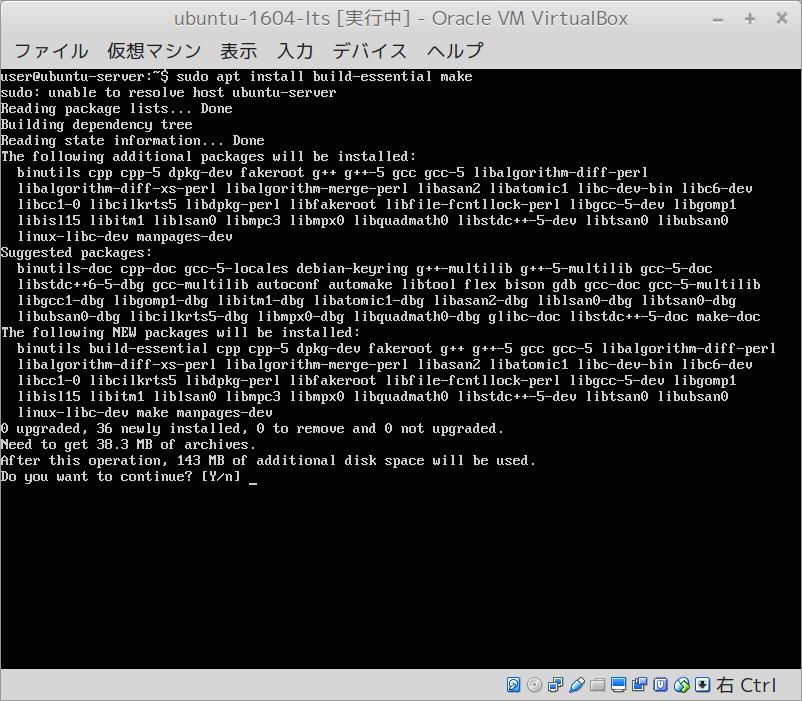 ubuntu-1604-lts [実行中] - Oracle VM VirtualBox
ファイル 仮想マシン 表示 入力 デバイス ヘルプ
user@ubuntu-server:~$ sudo apt install build-essential make
sudo: unable to resolve host ubuntu-server
Reading package lists... Done
Building dependency tree
Reading state information... Done
The following additional packages will be installed:
  binutils cpp cpp-5 dpkg-dev fakeroot g++ g++-5 gcc gcc-5 libalgorithm-diff-perl
  libalgorithm-diff-xs-perl libalgorithm-merge-perl libasan2 libatomic1 libc-dev-bin libc6-dev
  libcc1-0 libcilkrts5 libdpkg-perl libfakeroot libfile-fcntllock-perl libgcc-5-dev libgomp1
  libisl15 libitm1 liblsan0 libmpc3 libmpx0 libquadmath0 libstdc++-5-dev libtsan0 libubsan0
  linux-libc-dev manpages-dev
Suggested packages:
  binutils-doc cpp-doc gcc-5-locales debian-keyring g++-multilib g++-5-multilib gcc-5-doc
  libstdc++6-5-dbg gcc-multilib autoconf automake libtool flex bison gdb gcc-doc gcc-5-multilib
  libgcc1-dbg libgomp1-dbg libitm1-dbg libatomic1-dbg libasan2-dbg liblsan0-dbg libtsan0-dbg
  libubsan0-dbg libcilkrts5-dbg libmpx0-dbg libquadmath0-dbg glibc-doc libstdc++-5-doc make-doc
The following NEW packages will be installed:
  binutils build-essential cpp cpp-5 dpkg-dev fakeroot g++ g++-5 gcc gcc-5 libalgorithm-diff-perl
  libalgorithm-diff-xs-perl libalgorithm-merge-perl libasan2 libatomic1 libc-dev-bin libc6-dev
  libcc1-0 libcilkrts5 libdpkg-perl libfakeroot libfile-fcntllock-perl libgcc-5-dev libgomp1
  libisl15 libitm1 liblsan0 libmpc3 libmpx0 libquadmath0 libstdc++-5-dev libtsan0 libubsan0
  linux-libc-dev make manpages-dev
0 upgraded, 36 newly installed, 0 to remove and 0 not upgraded.
Need to get 38.3 MB of archives.
After this operation, 143 MB of additional disk space will be used.
Do you want to continue? [Y/n] _
右 Ctrl